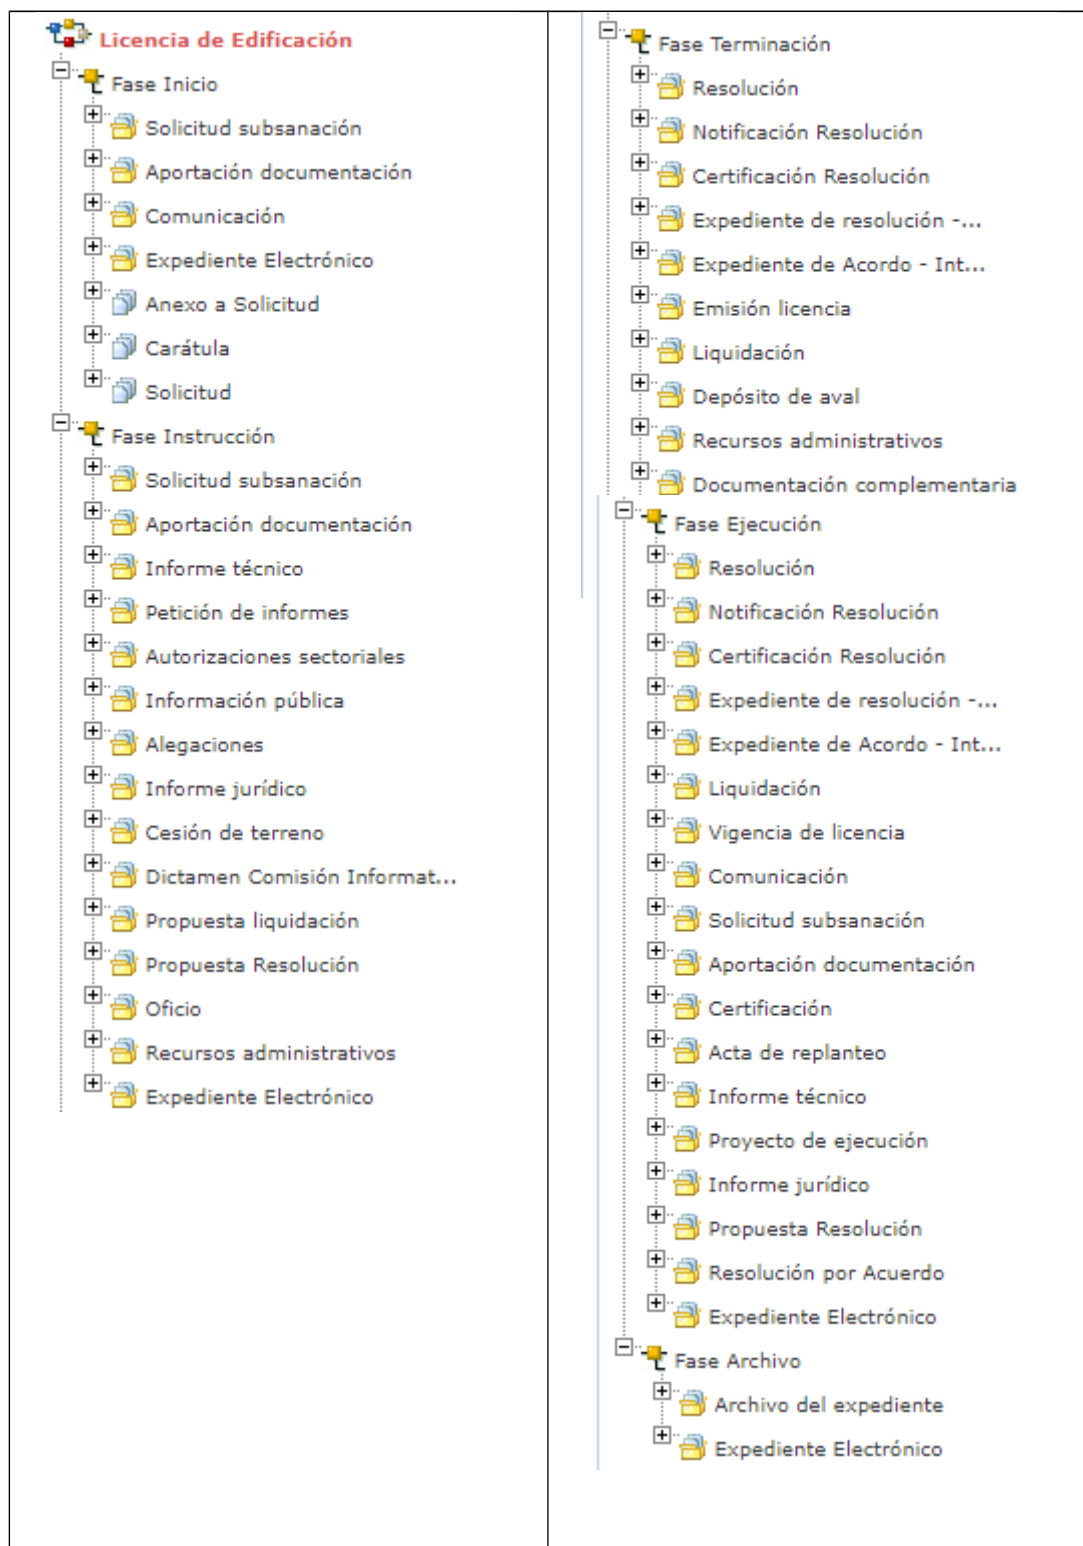 Licencia de Edificación
Fase Inicio
Solicitud subsanación
Aportación documentación
Comunicación
Expediente Electrónico
Anexo a Solicitud
Carátula
Solicitud
Fase Instrucción
Solicitud subsanación
Aportación documentación
Informe técnico
Petición de informes
Autorizaciones sectoriales
Información pública
Alegaciones
Informe jurídico
Cesión de terreno
Dictamen Comisión Informat...
Propuesta liquidación
Propuesta Resolución
Oficio
Recursos administrativos
Expediente Electrónico
Fase Terminación
Resolución
Notificación Resolución
Certificación Resolución
Expediente de resolución -...
Expediente de Acordo - Int...
Emisión licencia
Liquidación
Depósito de aval
Recursos administrativos
Documentación complementaria
Fase Ejecución
Resolución
Notificación Resolución
Certificación Resolución
Expediente de resolución -...
Expediente de Acordo - Int...
Liquidación
Vigencia de licencia
Comunicación
Solicitud subsanación
Aportación documentación
Certificación
Acta de replanteo
Informe técnico
Proyecto de ejecución
Informe jurídico
Propuesta Resolución
Resolución por Acuerdo
Expediente Electrónico
Fase Archivo
Archivo del expediente
Expediente Electrónico